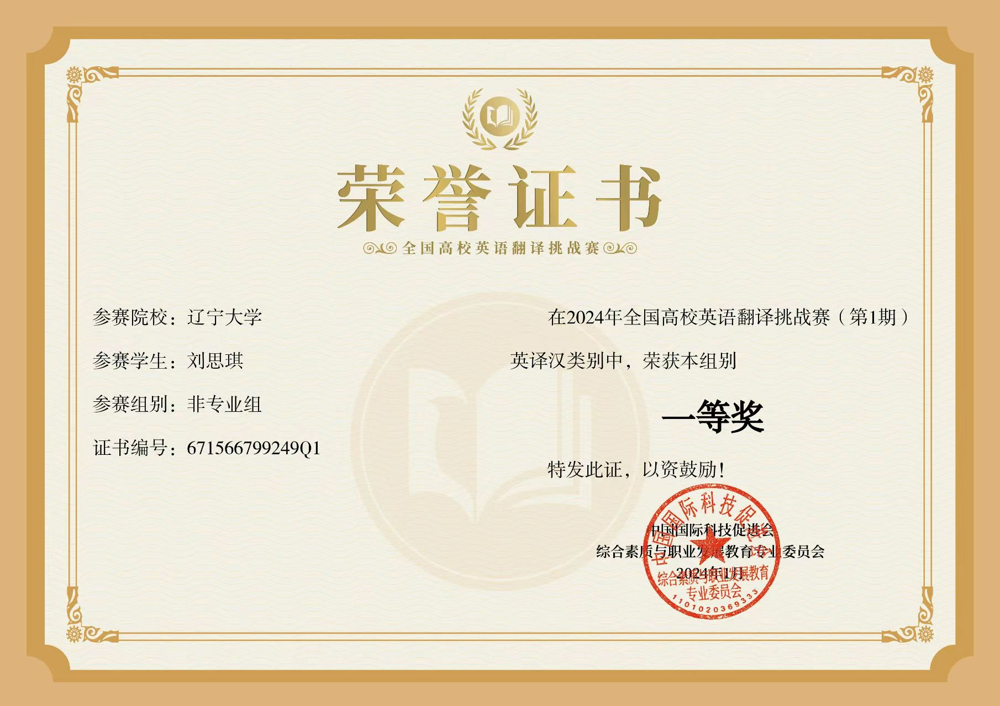 荣誉证书
全国高校英语翻译挑战赛
参赛院校：辽宁大学
参赛学生：刘思琪
参赛组别：非专业组
证书编号：671566799249Q1
在2024年全国高校英语翻译挑战赛（第1期）
英译汉类别中，荣获本组别
一等奖
特发此证，以资鼓励！
中国国际科技促进会
综合素质与职业发展教育专业委员会
2024年1月
中国国际科技促进会
综合素质与职业发展教育
专业委员会
1101020369333